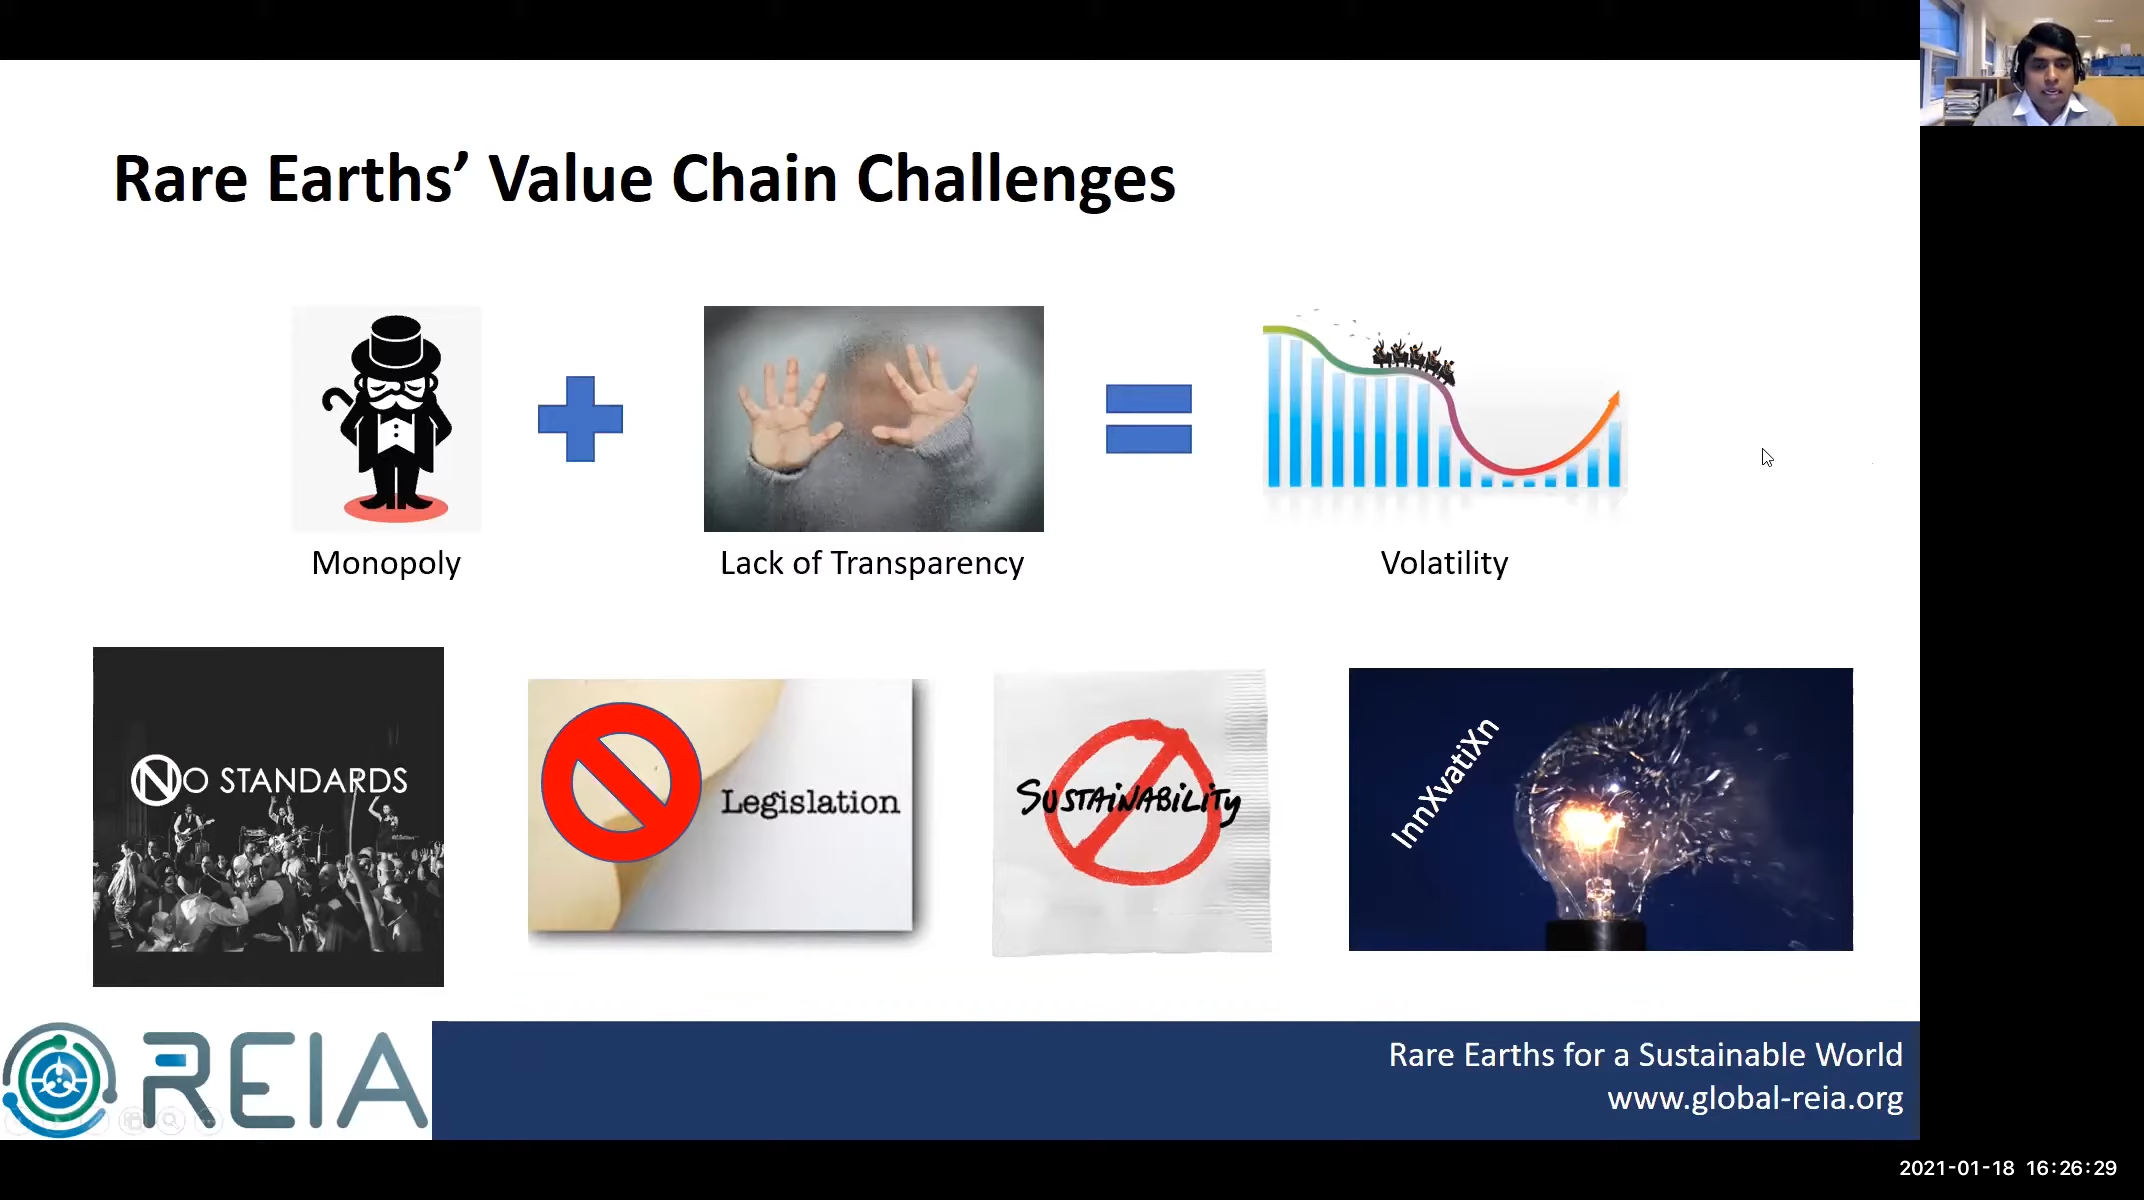 Rare Earths’ Value Chain Challenges
Monopoly
Lack of Transparency
Volatility
NO STANDARDS
Legislation
SUSTAINABILITY
InnXvatiXn
REIA
Rare Earths for a Sustainable World
www.global-reia.org
2021-01-18 16:26:29